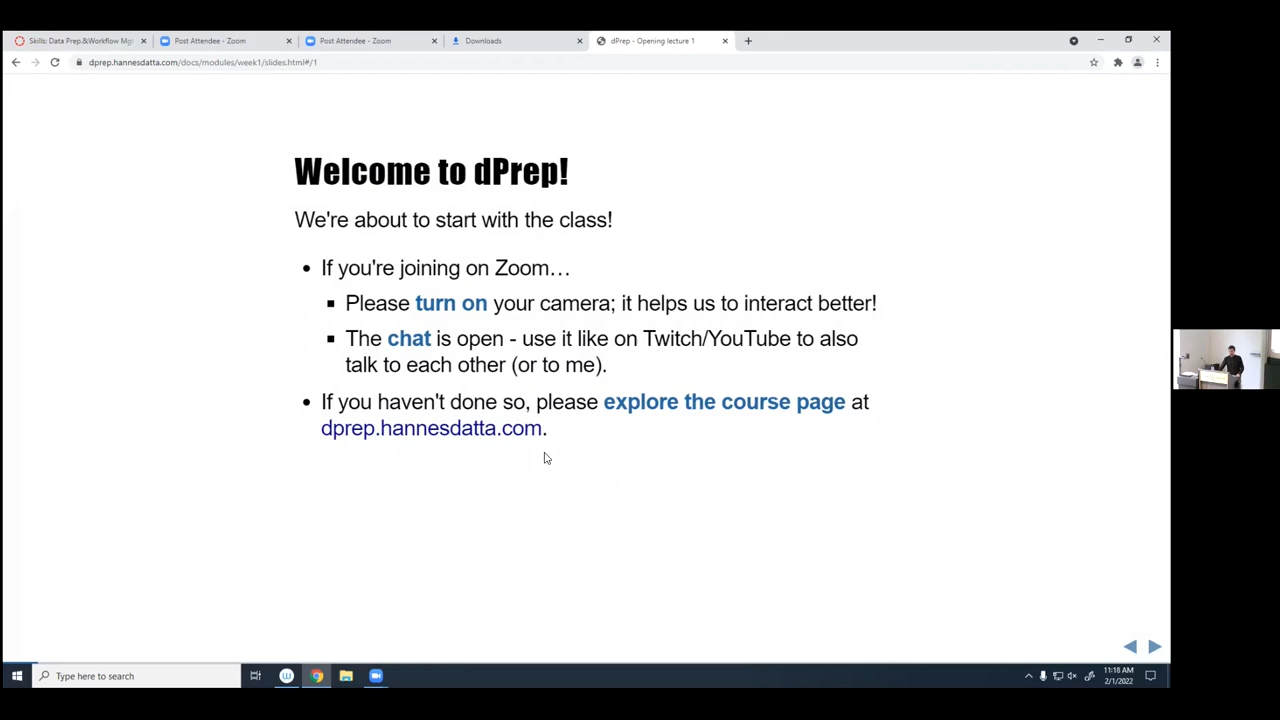 Skills: Data Prep.&Workflow Mgt
Post Attendee - Zoom
Post Attendee - Zoom
Downloads
dPrep - Opening lecture 1
dprep.hannesdatta.com/docs/modules/week1/slides.html#/1
Welcome to dPrep!
We're about to start with the class!
If you're joining on Zoom…
Please turn on your camera; it helps us to interact better!
The chat is open - use it like on Twitch/YouTube to also
talk to each other (or to me).
If you haven't done so, please explore the course page at
dprep.hannesdatta.com.
Type here to search
11:18 AM
2/1/2022